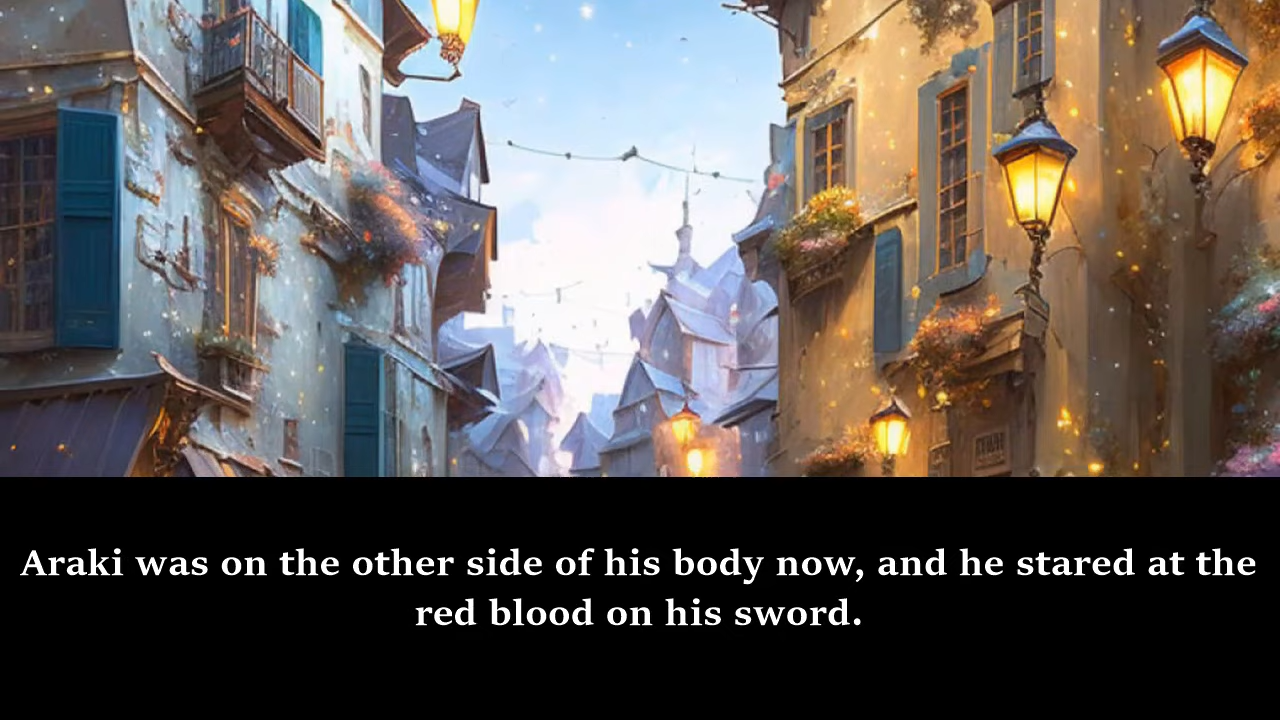 Araki was on the other side of his body now, and he stared at the
red blood on his sword.